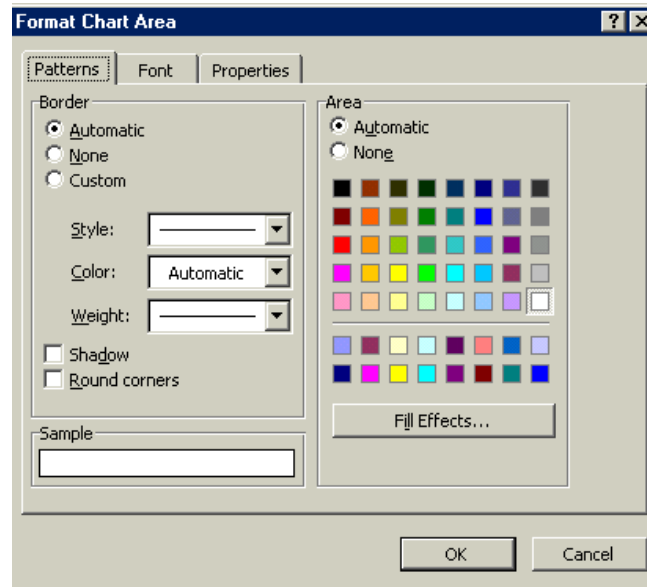 Format Chart Area
Patterns Font Properties
Border
Automatic
None
Custom
Style:
Color: Automatic
Weight:
Shadow
Round corners
Sample
Area
Automatic
None
Fill Effects...
OK Cancel